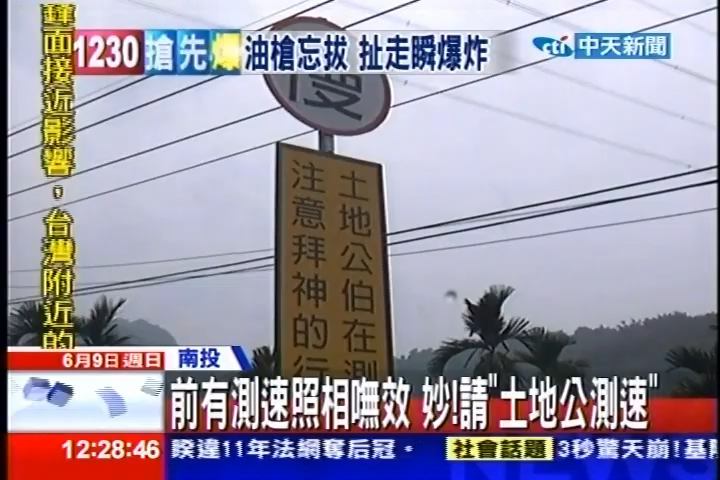 1230 搶先爆 油槍忘拔 扯走瞬爆炸
cti 中天新聞
鋒面接近影響，台灣附近的
慢
土地公伯在測
注意拜神的行
6月9日週日
南投
前有測速照相嘸效 妙!請"土地公測速"
12:28:46
睽違11年法網奪后冠。 社會話題 3秒驚天崩!基
NEWS